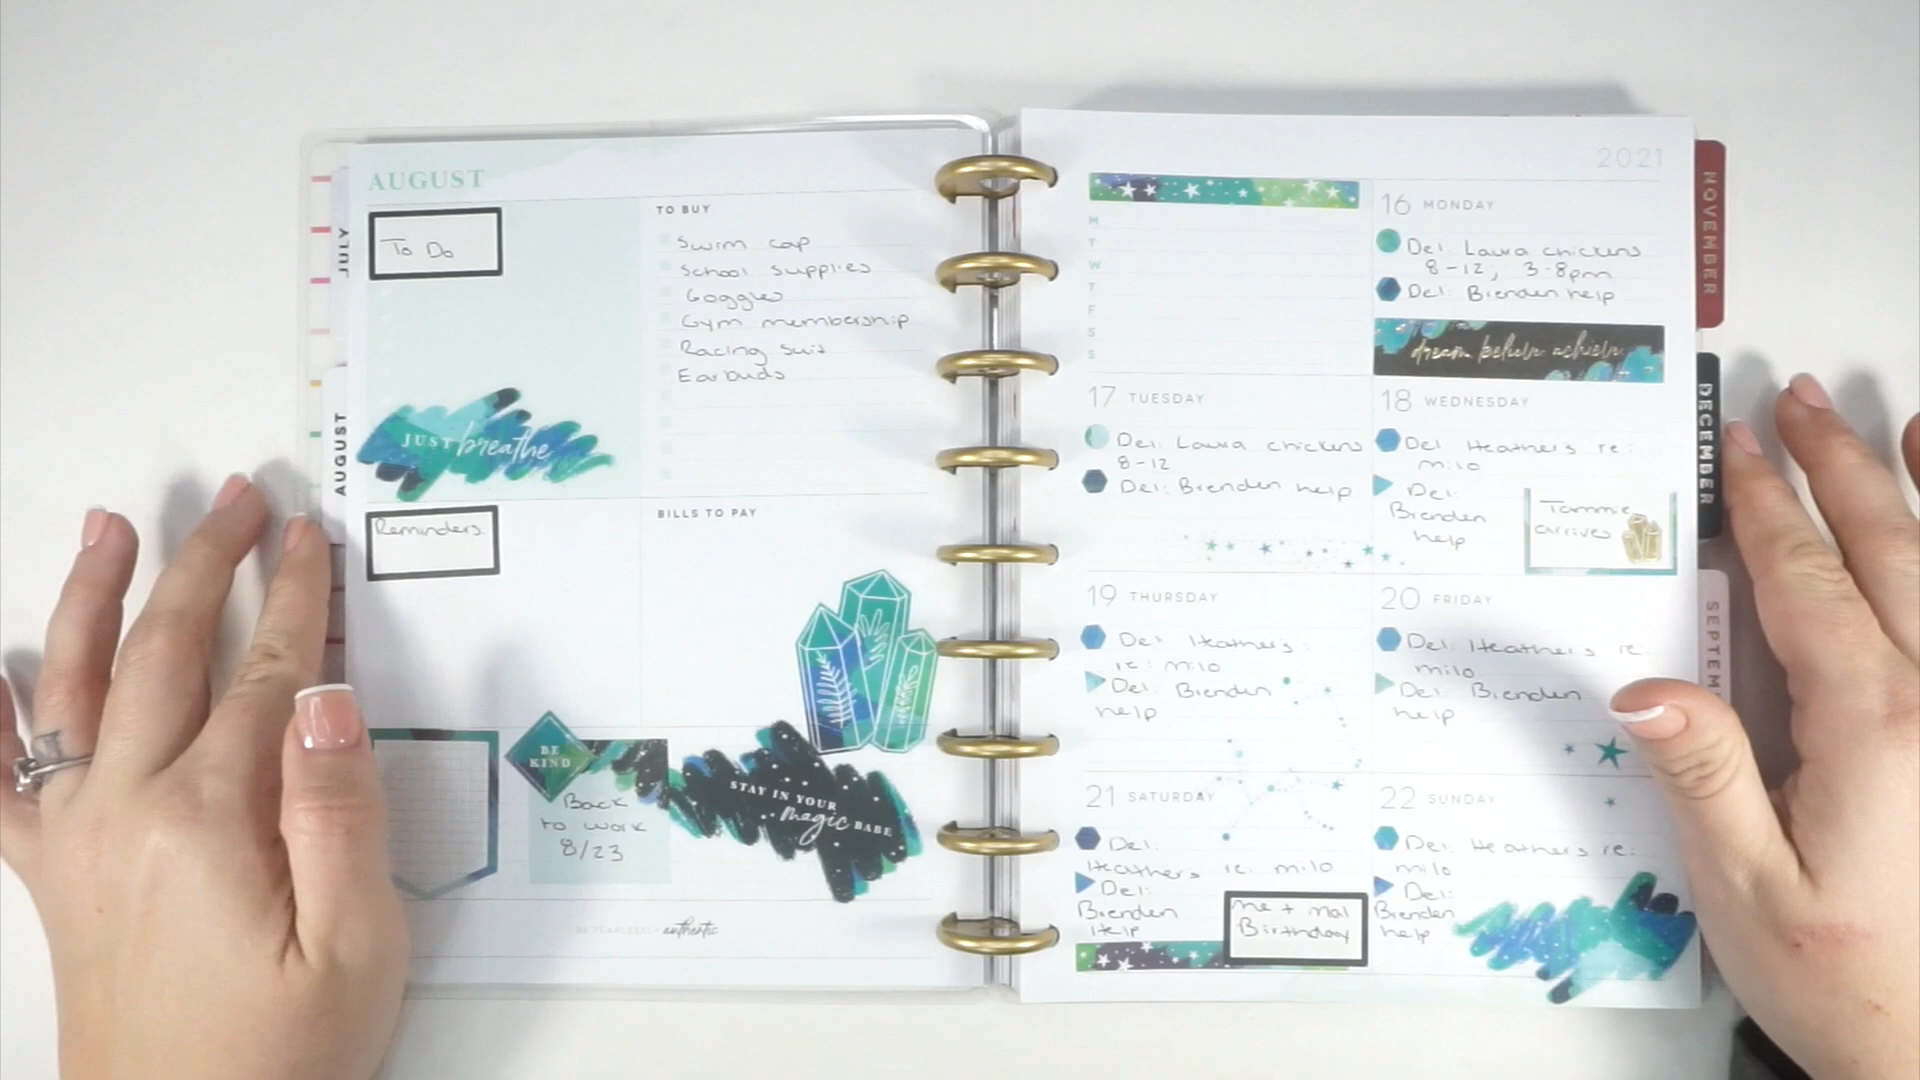 AUGUST
To Do
TO BUY
Swim cap
School supplies
Goggles
Gym membership
Racing suit
Earbuds
JUST breathe
Reminders
BILLS TO PAY
BE
KIND
Back
to work
8/23
STAY IN YOUR
magic BABE
BE FEARLESSLY authentic
JULY
AUGUST
2021
M
T
W
T
F
S
S
16 MONDAY
Del: Laura chickens
8-12, 3-8pm
Del: Brenden help
dream. believe. achieve.
17 TUESDAY
Del: Laura chickens
8-12
Del: Brenden help
18 WEDNESDAY
Del: Heather's re:
milo
Del:
Brenden
help
Tammie
arrives
19 THURSDAY
Del: Heather's
re: milo
Del: Brenden
help
20 FRIDAY
Del: Heather's re:
milo
Del: Brenden
help
21 SATURDAY
Del:
Heather's re: milo
Del:
Brenden
Help
me + mal
Birthday
22 SUNDAY
Del: Heather's re:
milo
Del:
Brenden
help
NOVEMBER
DECEMBER
SEPTEM